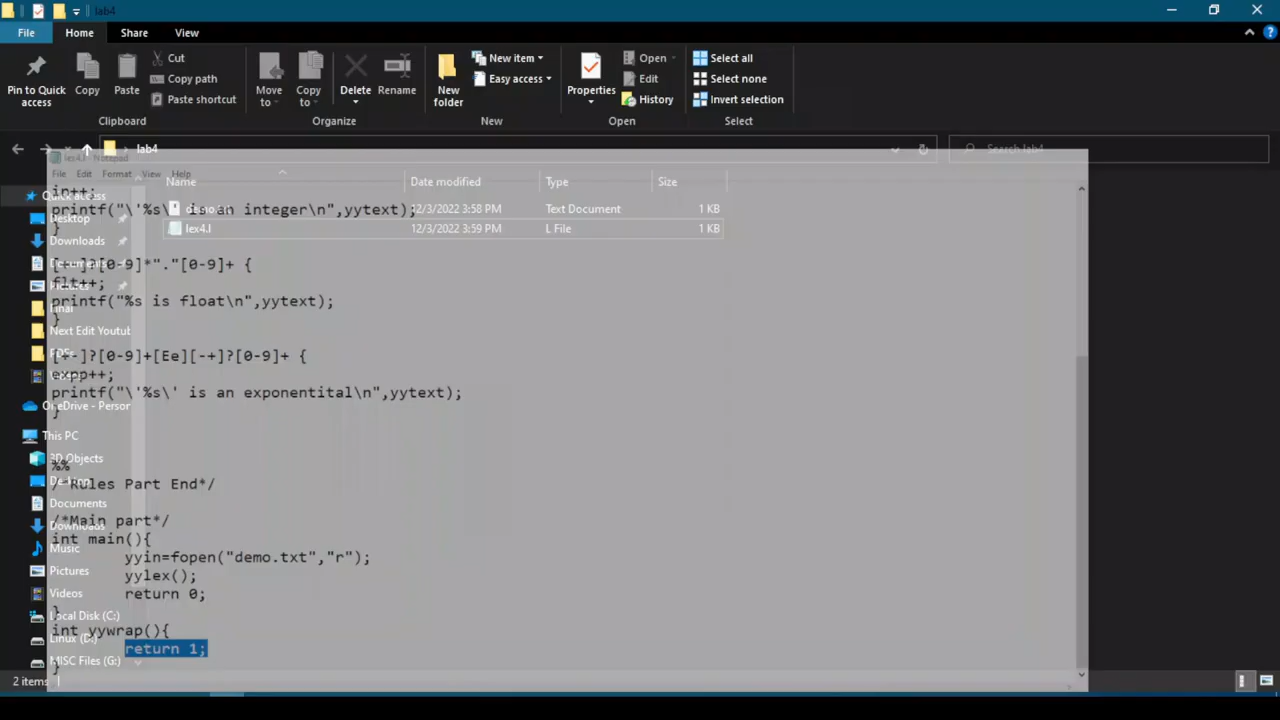 lab4
File
Home
Share
View
Pin to Quick access
Copy
Paste
Cut
Copy path
Paste shortcut
Clipboard
Move to
Copy to
Delete
Rename
Organize
New folder
New item
Easy access
New
Properties
Open
Edit
History
Open
Select all
Select none
Invert selection
Select
lab4
Search lab4
lex4.l - Notepad
File Edit Format View Help
Name
Date modified
Type
Size
demo
12/3/2022 3:58 PM
Text Document
1 KB
lex4.l
12/3/2022 3:59 PM
L File
1 KB
Quick access
Desktop
Downloads
Pictures
Final
Next Edit Youtub
OneDrive - Person
This PC
3D Objects
Documents
Downloads
Music
Pictures
Videos
Local Disk (C:)
Linux (D:)
MISC Files (G:)
printf("\'%s\' is an integer\n",yytext);
}
[+-]?[0-9]*"."[0-9]+ {
flt++;
printf("%s is float\n",yytext);
}
[+-]?[0-9]+[Ee][-+]?[0-9]+ {
expp++;
printf("\'%s\' is an exponentital\n",yytext);
}
%%
/*Rules Part End*/
/*Main part*/
int main(){
yyin=fopen("demo.txt","r");
yylex();
return 0;
}
int yywrap(){
return 1;
}
2 items